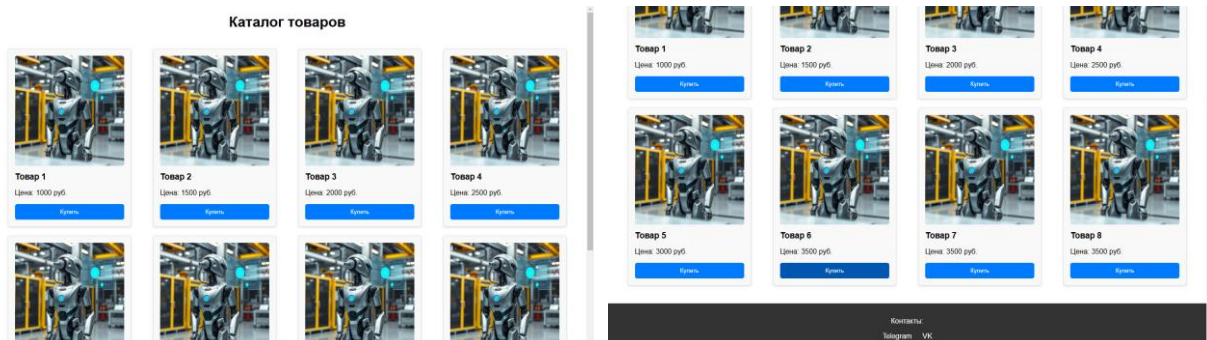 Каталог товаров
Товар 1
Цена: 1000 руб.
Купить
Товар 2
Цена: 1500 руб.
Купить
Товар 3
Цена: 2000 руб.
Купить
Товар 4
Цена: 2500 руб.
Купить
Товар 1
Цена: 1000 руб.
Купить
Товар 2
Цена: 1500 руб.
Купить
Товар 3
Цена: 2000 руб.
Купить
Товар 4
Цена: 2500 руб.
Купить
Товар 5
Цена: 3000 руб.
Купить
Товар 6
Цена: 3500 руб.
Купить
Товар 7
Цена: 3500 руб.
Купить
Товар 8
Цена: 3500 руб.
Купить
Контакты:
Telegram VK